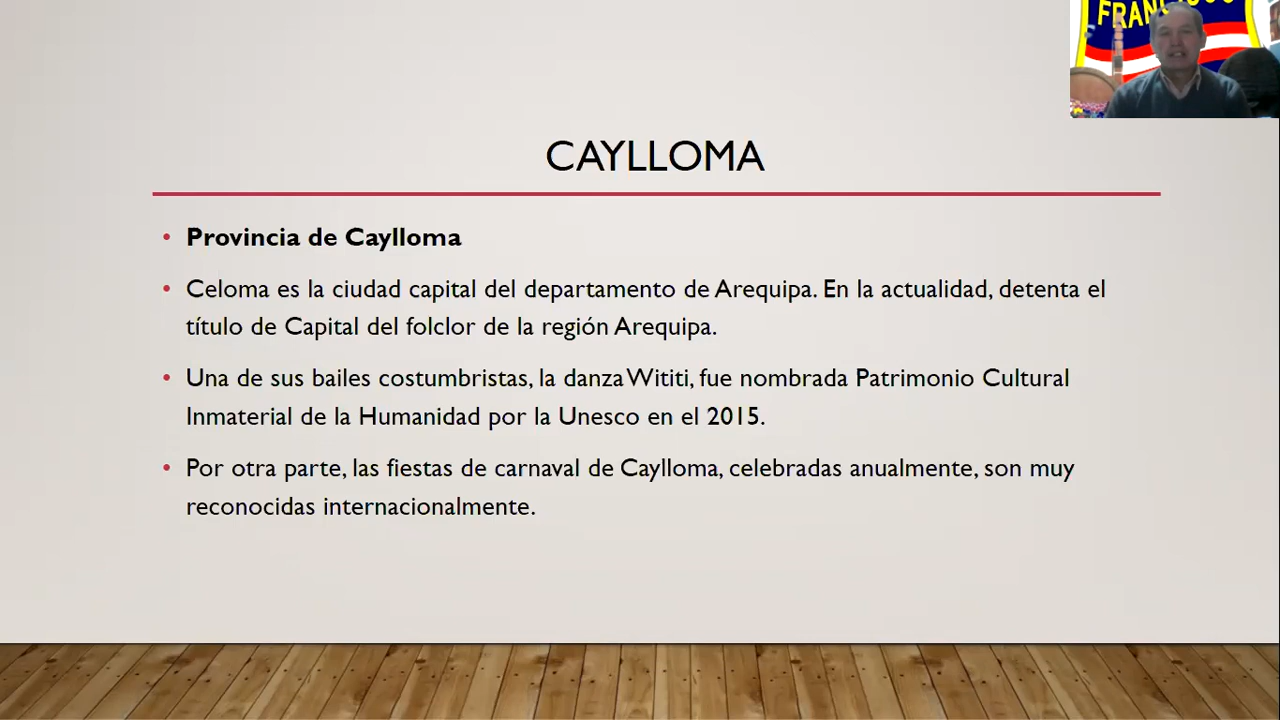 FRANCISCO
CAYLLOMA
• Provincia de Caylloma
• Celoma es la ciudad capital del departamento de Arequipa. En la actualidad, detenta el
título de Capital del folclor de la región Arequipa.
• Una de sus bailes costumbristas, la danza Wititi, fue nombrada Patrimonio Cultural
Inmaterial de la Humanidad por la Unesco en el 2015.
• Por otra parte, las fiestas de carnaval de Caylloma, celebradas anualmente, son muy
reconocidas internacionalmente.